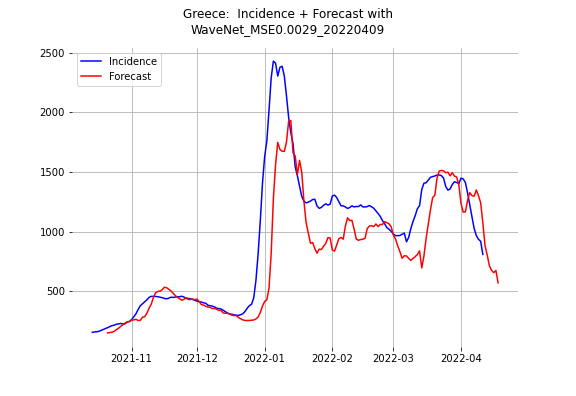 Greece:  Incidence + Forecast with
WaveNet_MSE0.0029_20220409
Incidence
Forecast
2500
2000
1500
1000
500
2021-11
2021-12
2022-01
2022-02
2022-03
2022-04